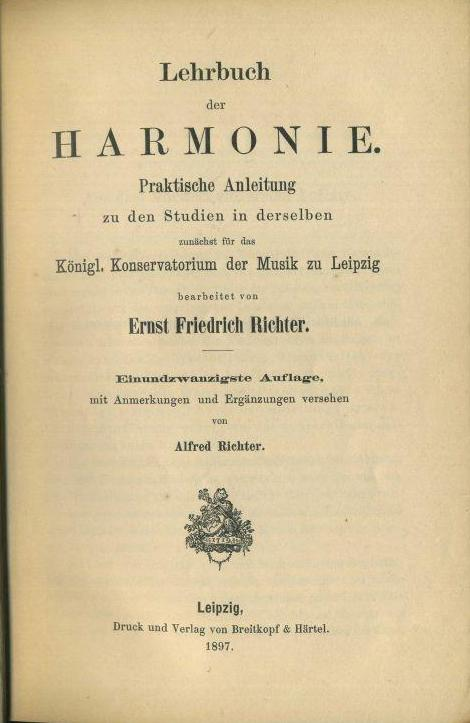 Lehrbuch
der
HARMONIE.
Praktische Anleitung
zu den Studien in derselben
zunächst für das
Königl. Konservatorium der Musik zu Leipzig
bearbeitet von
Ernst Friedrich Richter.
Einundzwanzigste Auflage,
mit Anmerkungen und Ergänzungen versehen
von
Alfred Richter.
Leipzig,
Druck und Verlag von Breitkopf & Härtel.
1897.